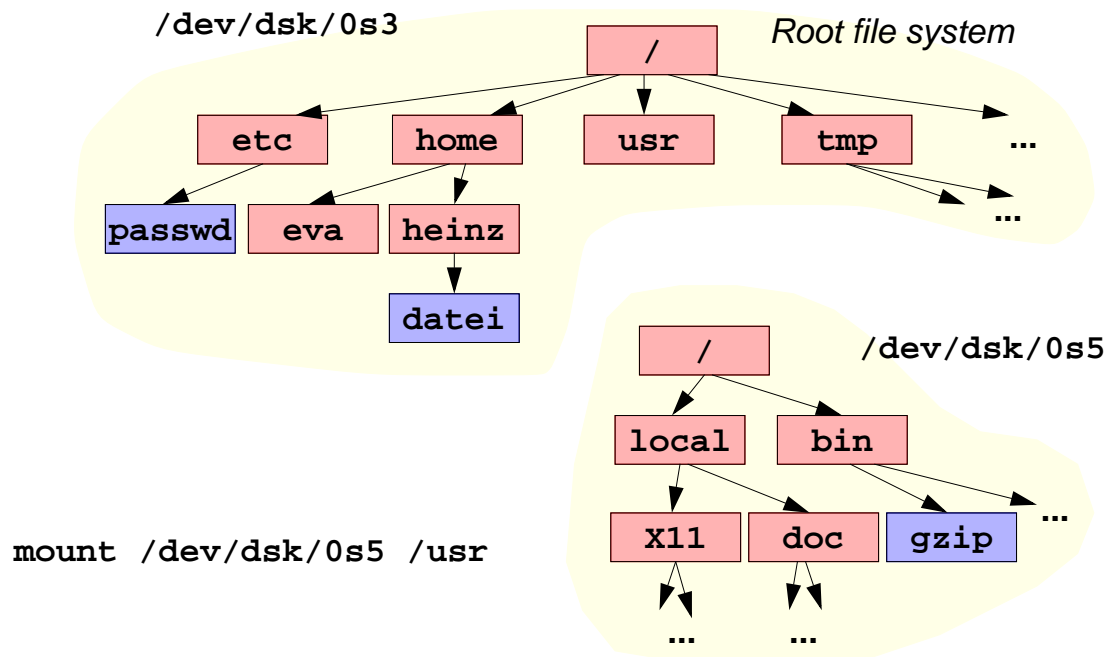 /dev/dsk/0s3
Root file system
/
etc
home
usr
tmp
...
passwd
eva
heinz
...
datei
/
/dev/dsk/0s5
local
bin
X11
doc
gzip
...
mount /dev/dsk/0s5 /usr
...
...